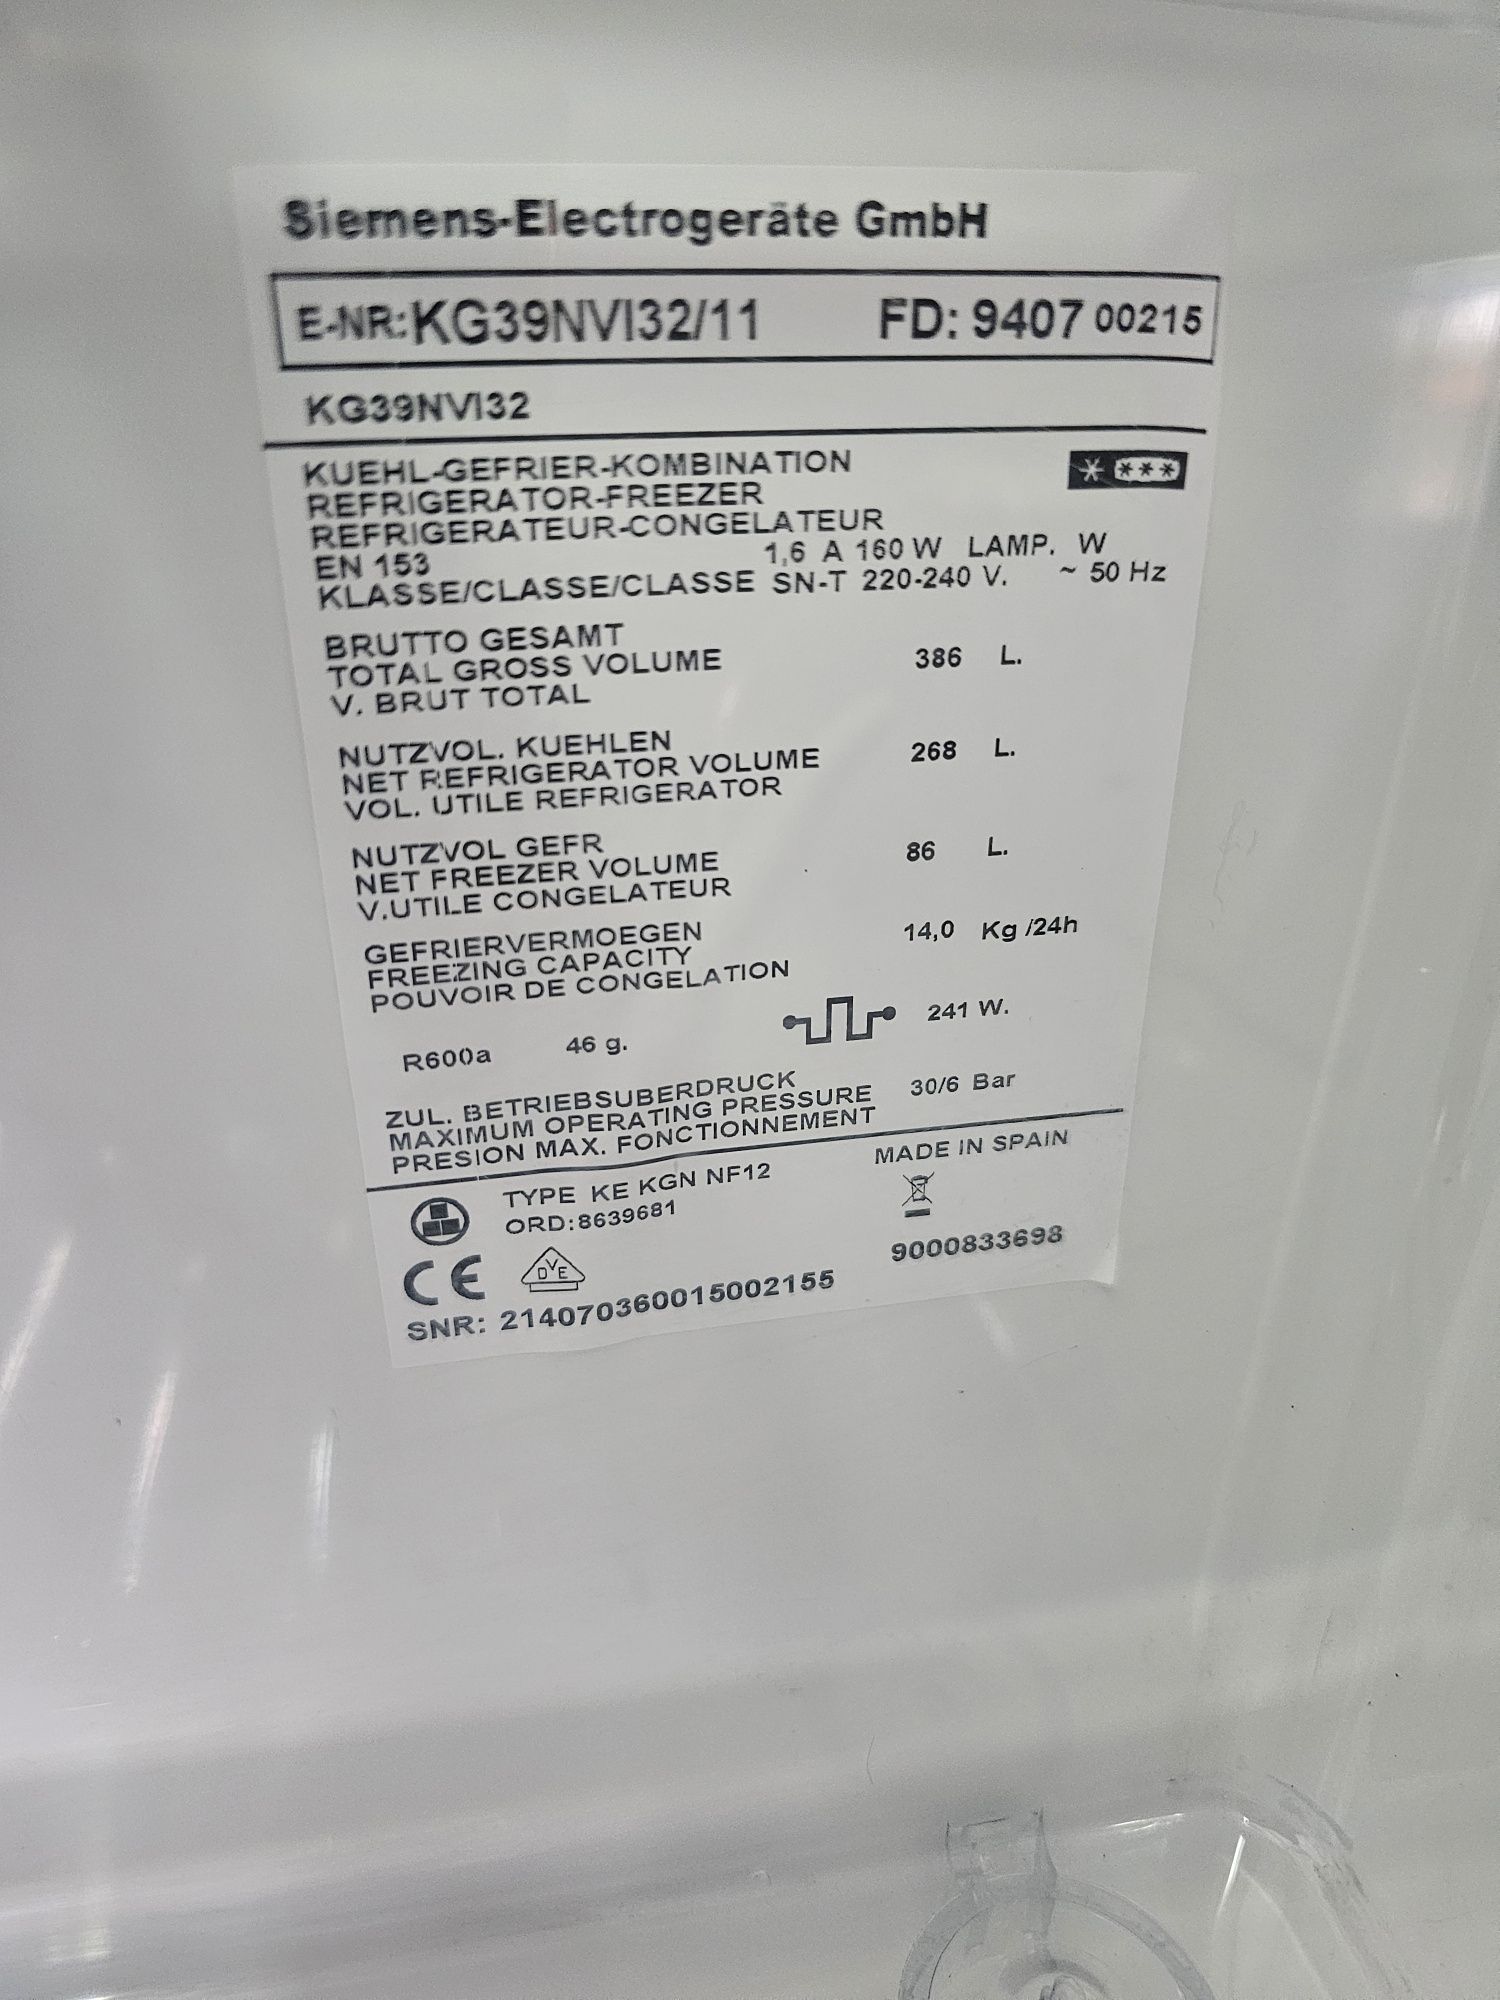 Siemens-Electrogeräte GmbH
E-NR:KG39NVI32/11 FD: 9407 00215
KG39NVI32
KUEHL-GEFRIER-KOMBINATION
REFRIGERATOR-FREEZER
REFRIGERATEUR-CONGELATEUR
EN 153 1,6 A 160 W LAMP. W
KLASSE/CLASSE/CLASSE SN-T 220-240 V. ~ 50 Hz
BRUTTO GESAMT
TOTAL GROSS VOLUME 386 L.
V. BRUT TOTAL
NUTZVOL. KUEHLEN
NET REFRIGERATOR VOLUME 268 L.
VOL. UTILE REFRIGERATOR
NUTZVOL GEFR
NET FREEZER VOLUME 86 L.
V.UTILE CONGELATEUR
GEFRIERVERMOEGEN
FREEZING CAPACITY 14,0 Kg /24h
POUVOIR DE CONGELATION
R600a 46 g. 241 W.
ZUL. BETRIEBSUBERDRUCK
MAXIMUM OPERATING PRESSURE 30/6 Bar
PRESION MAX. FONCTIONNEMENT
TYPE KE KGN NF12 MADE IN SPAIN
ORD:8639681
CE DVE 9000833698
SNR: 214070360015002155